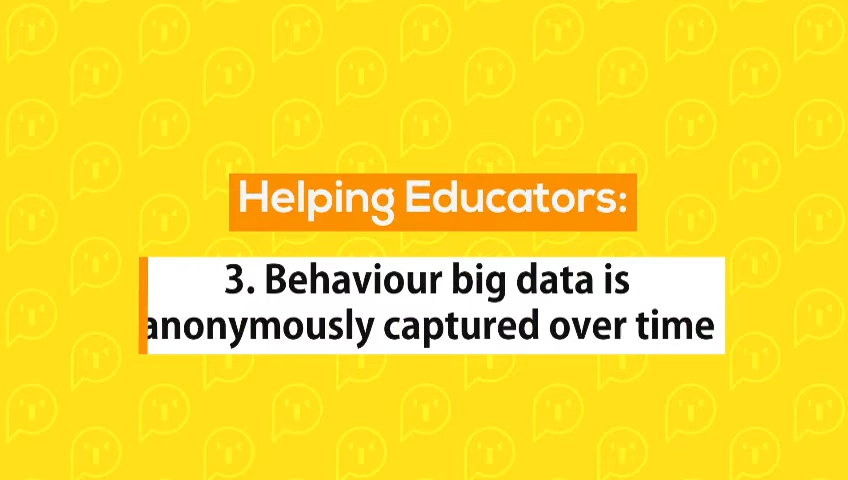 Helping Educators:
3. Behaviour big data is
anonymously captured over time